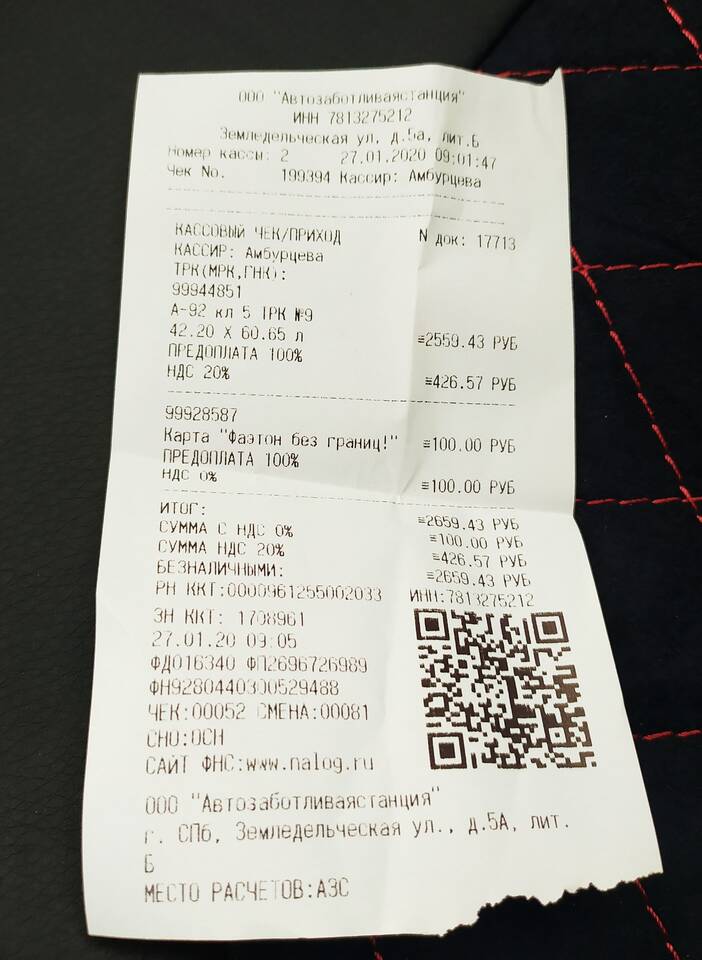 ООО "Автозаботливаястанция"
ИНН 7813275212
Земледельческая ул, д.5а, лит.Б
Номер кассы: 2 27.01.2020 09:01:47
Чек No. 199394 Кассир: Амбурцева
КАССОВЫЙ ЧЕК/ПРИХОД N док: 17713
КАССИР: Амбурцева
ТРК(МРК,ГНК):
99944851
А-92 кл 5 ТРК №9
42.20 X 60.65 л ≡2559.43 РУБ
ПРЕДОПЛАТА 100%
НДС 20% ≡426.57 РУБ
99928587
Карта "Фаэтон без границ!" ≡100.00 РУБ
ПРЕДОПЛАТА 100%
НДС 0% ≡100.00 РУБ
ИТОГ: ≡2659.43 РУБ
СУММА С НДС 0% ≡100.00 РУБ
СУММА НДС 20% ≡426.57 РУБ
БЕЗНАЛИЧНЫМИ: ≡2659.43 РУБ
РН ККТ:0000961255002033 ИНН:7813275212
ЗН ККТ: 1708961
27.01.20 09:05
ФД016340 ФП2696726989
ФН9280440300529488
ЧЕК:00052 СМЕНА:00081
СНО:ОСН
САЙТ ФНС:www.nalog.ru
ООО "Автозаботливаястанция"
г. СПб, Земледельческая ул., д.5А, лит.
Б
МЕСТО РАСЧЕТОВ:АЗС